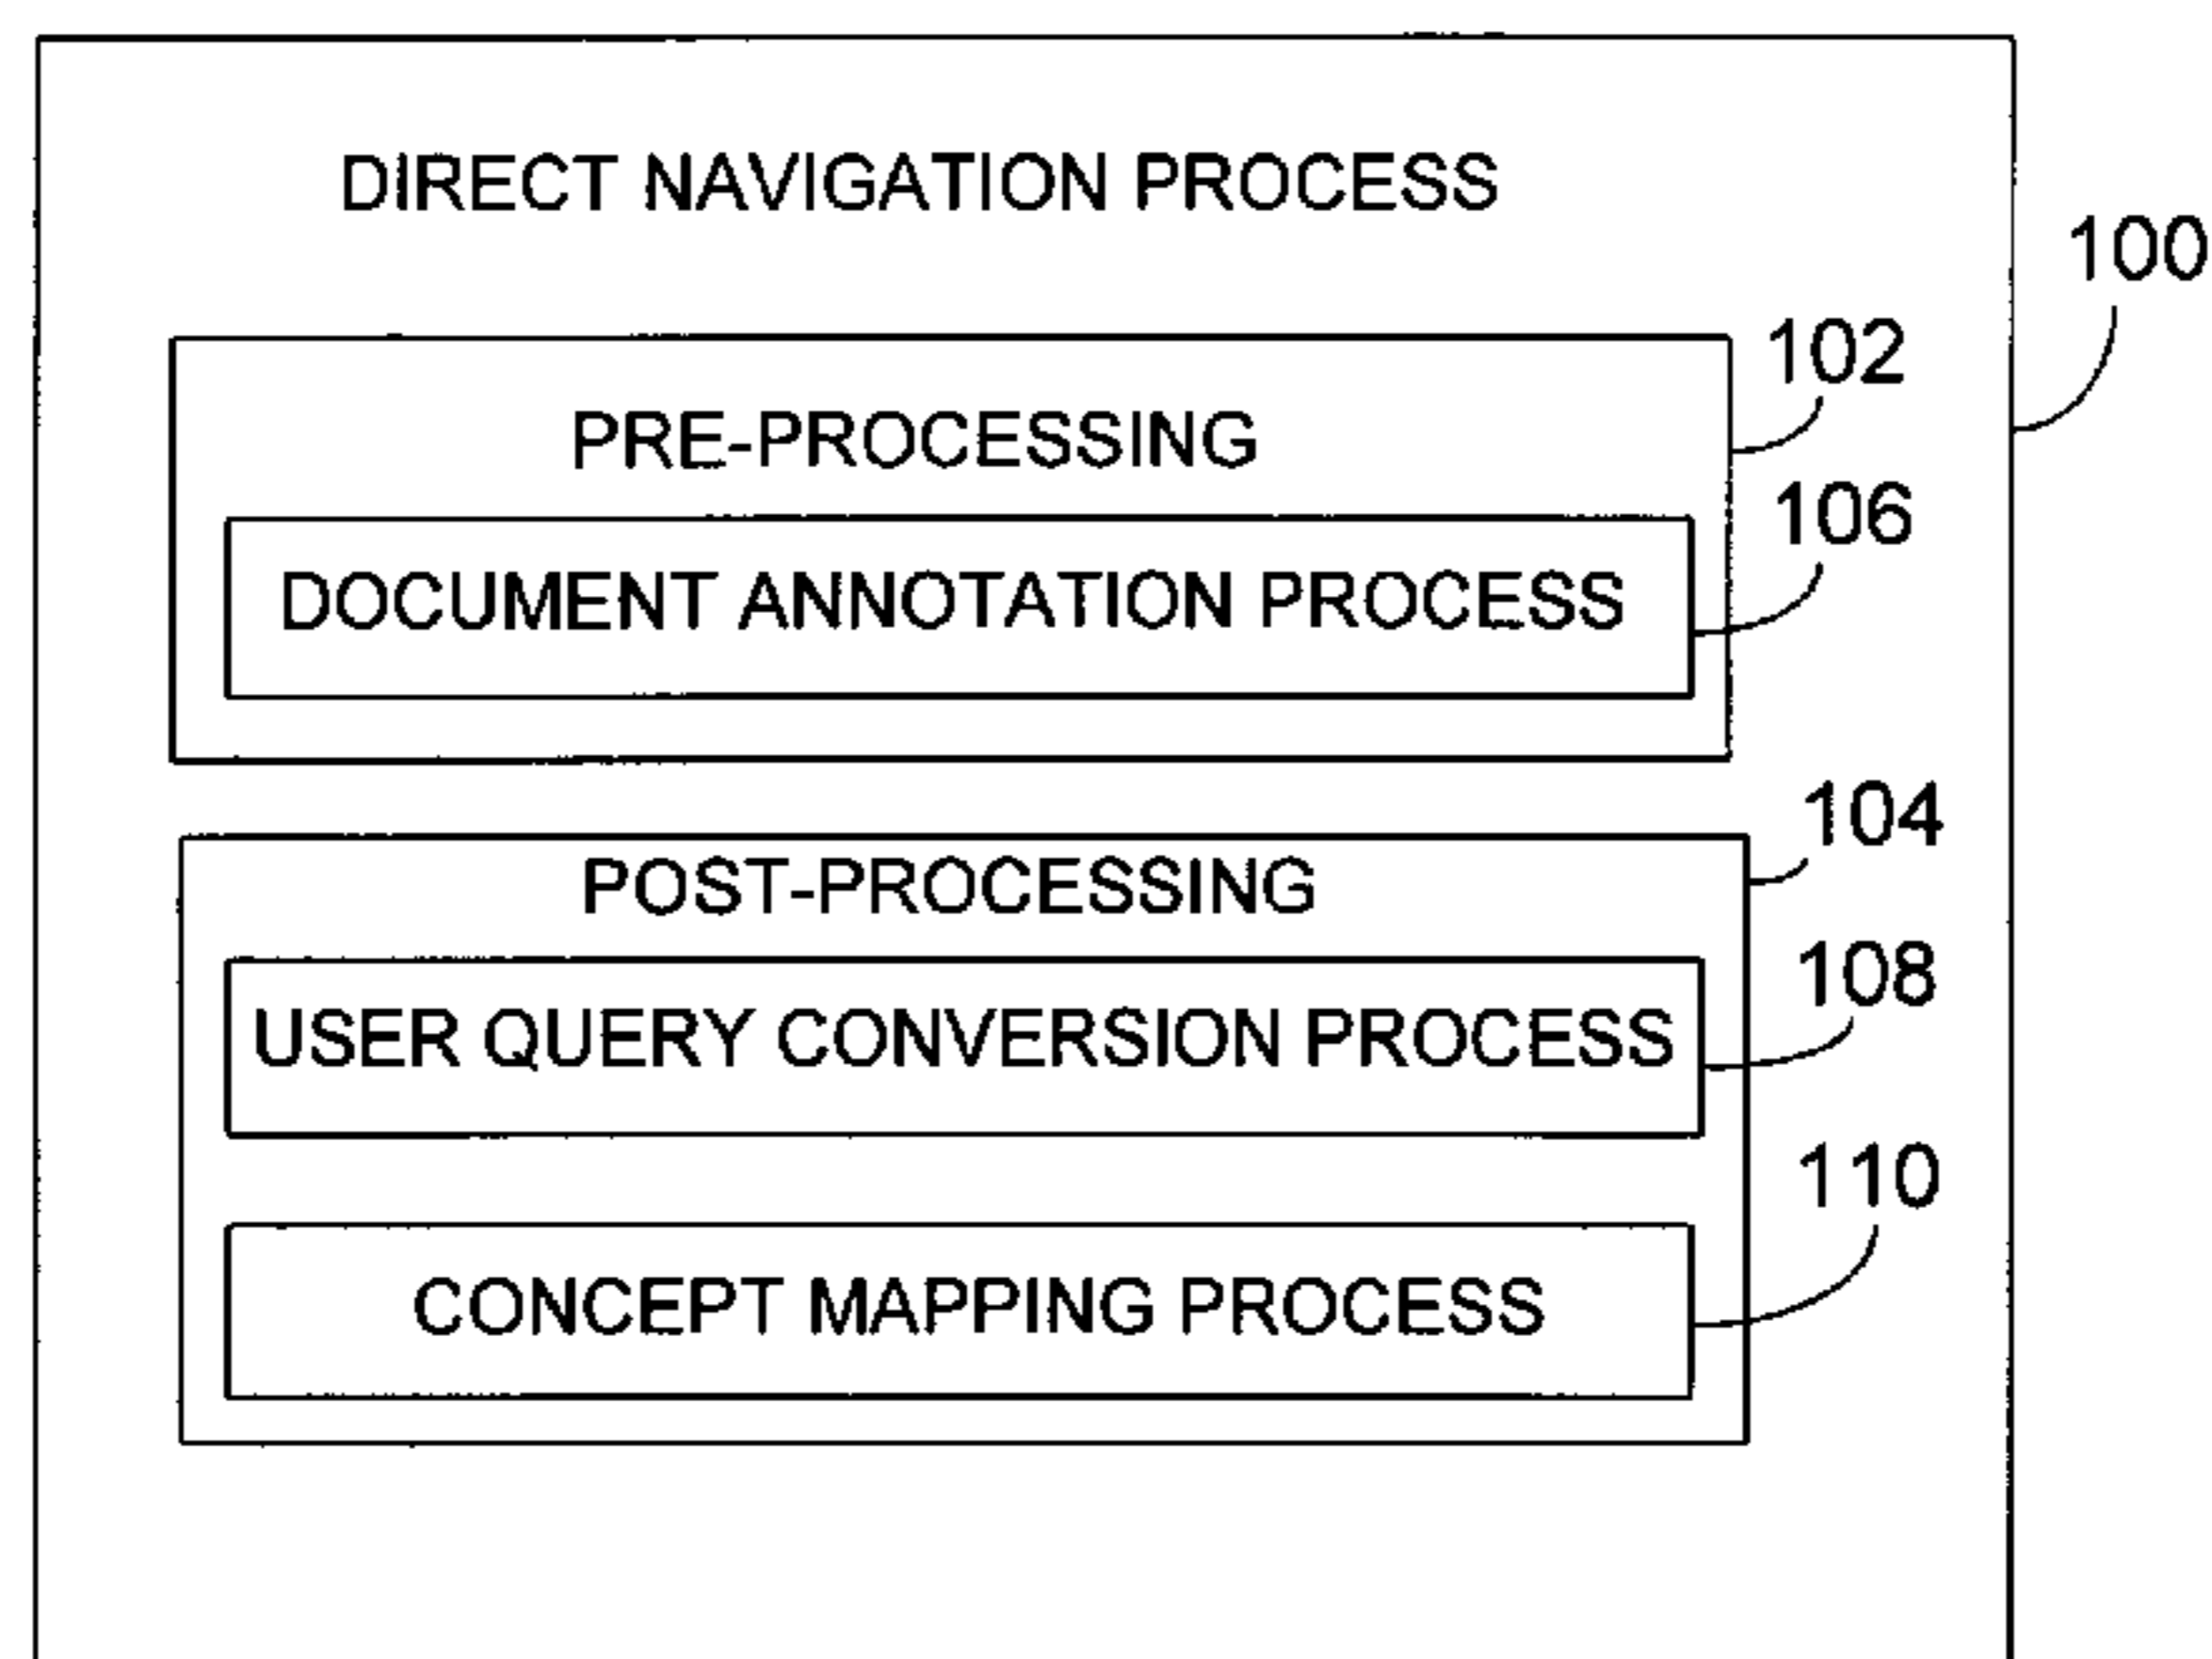 DIRECT NAVIGATION PROCESS
100
102
PRE-PROCESSING
106
DOCUMENT ANNOTATION PROCESS
104
POST-PROCESSING
108
USER QUERY CONVERSION PROCESS
110
CONCEPT MAPPING PROCESS